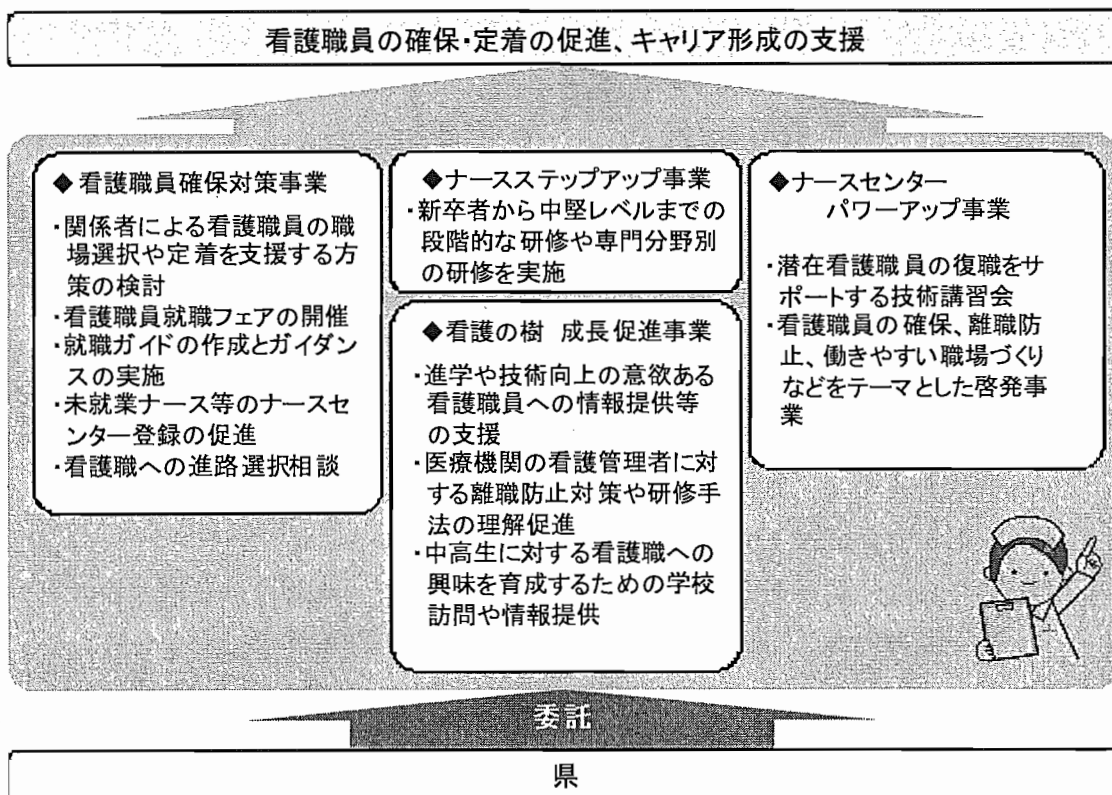 看護職員の確保・定着の促進、キャリア形成の支援
◆看護職員確保対策事業
・関係者による看護職員の職
場選択や定着を支援する方
策の検討
・看護職員就職フェアの開催
・就職ガイドの作成とガイダン
スの実施
・未就業ナース等のナースセ
ンター登録の促進
・看護職への進路選択相談
◆ナースステップアップ事業
・新卒者から中堅レベルまでの
段階的な研修や専門分野別
の研修を実施
◆看護の樹 成長促進事業
・進学や技術向上の意欲ある
看護職員への情報提供等
の支援
・医療機関の看護管理者に対
する離職防止対策や研修手
法の理解促進
・中高生に対する看護職への
興味を育成するための学校
訪問や情報提供
◆ナースセンター
パワーアップ事業
・潜在看護職員の復職をサ
ポートする技術講習会
・看護職員の確保、離職防
止、働きやすい職場づくり
などをテーマとした啓発事
業
委託
県